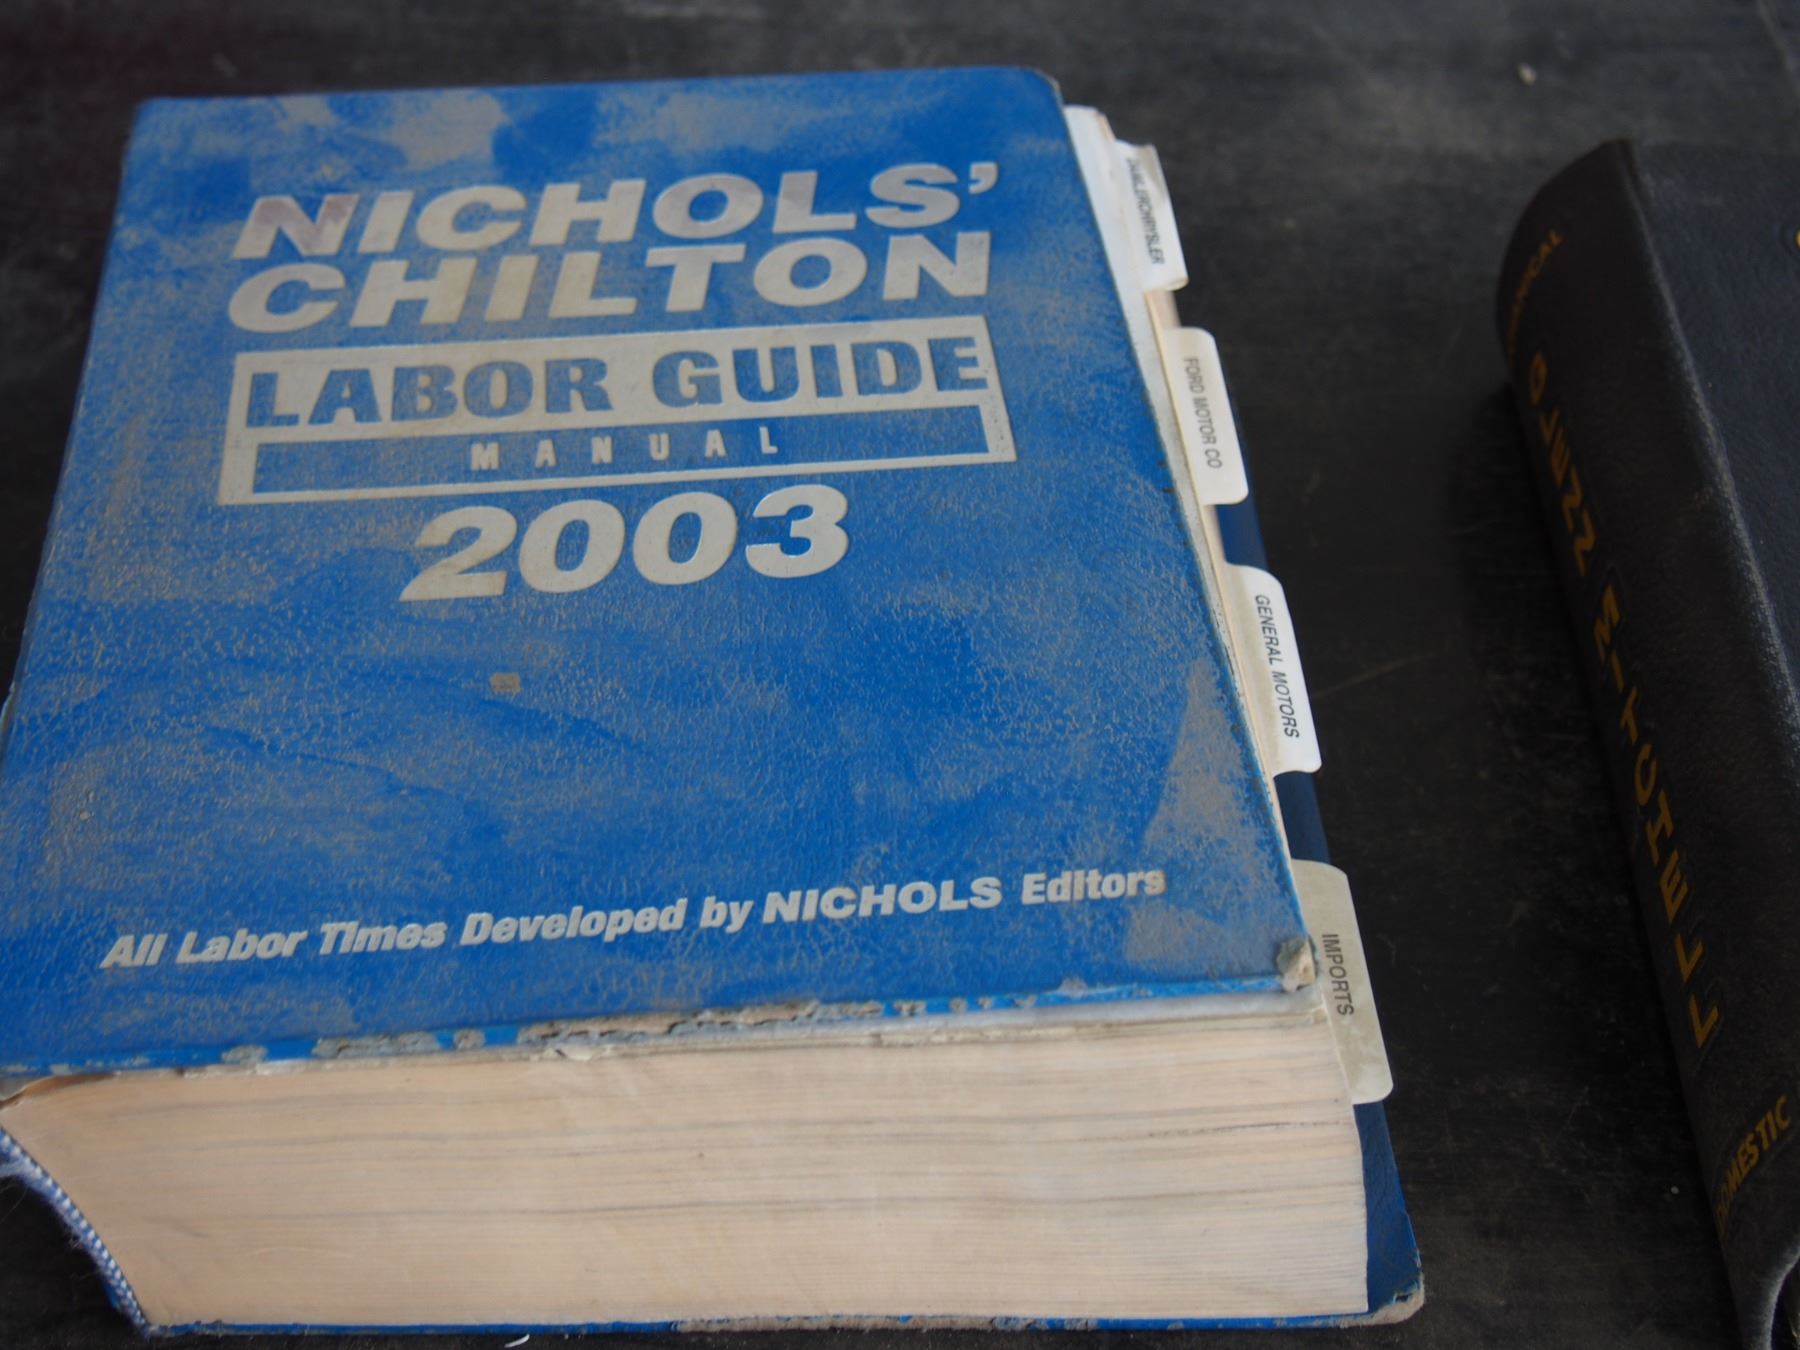 NICHOLS'
CHILTON
LABOR GUIDE
MANUAL
2003
All Labor Times Developed by NICHOLS Editors
DAIMLERCHRYSLER
FORD MOTOR CO
GENERAL MOTORS
IMPORTS
MITCHELL
DOMESTIC